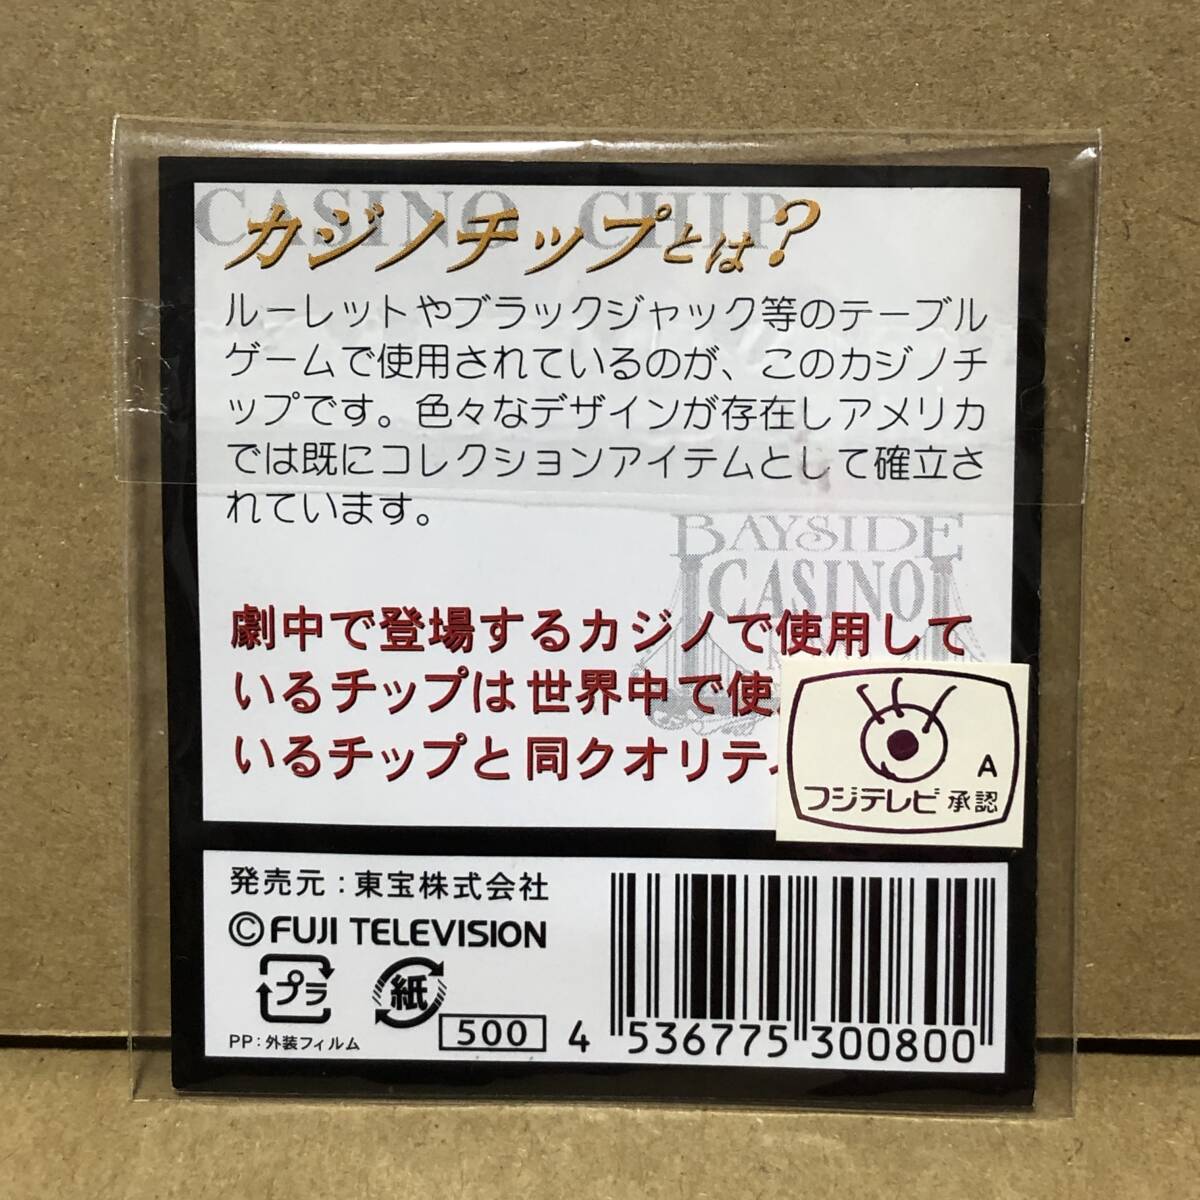 CASINO CHIP
カジノチップとは?
ルーレットやブラックジャック等のテーブル
ゲームで使用されているのが、このカジノチ
ップです。色々なデザインが存在しアメリカ
では既にコレクションアイテムとして確立さ
れています。
BAYSIDE
CASINO
劇中で登場するカジノで使用して
いるチップは世界中で使
いるチップと同クオリテ
A
フジテレビ承認
発売元:東宝株式会社
©FUJI TELEVISION
プラ
紙
PP:外装フィルム
500
4 536775 300800